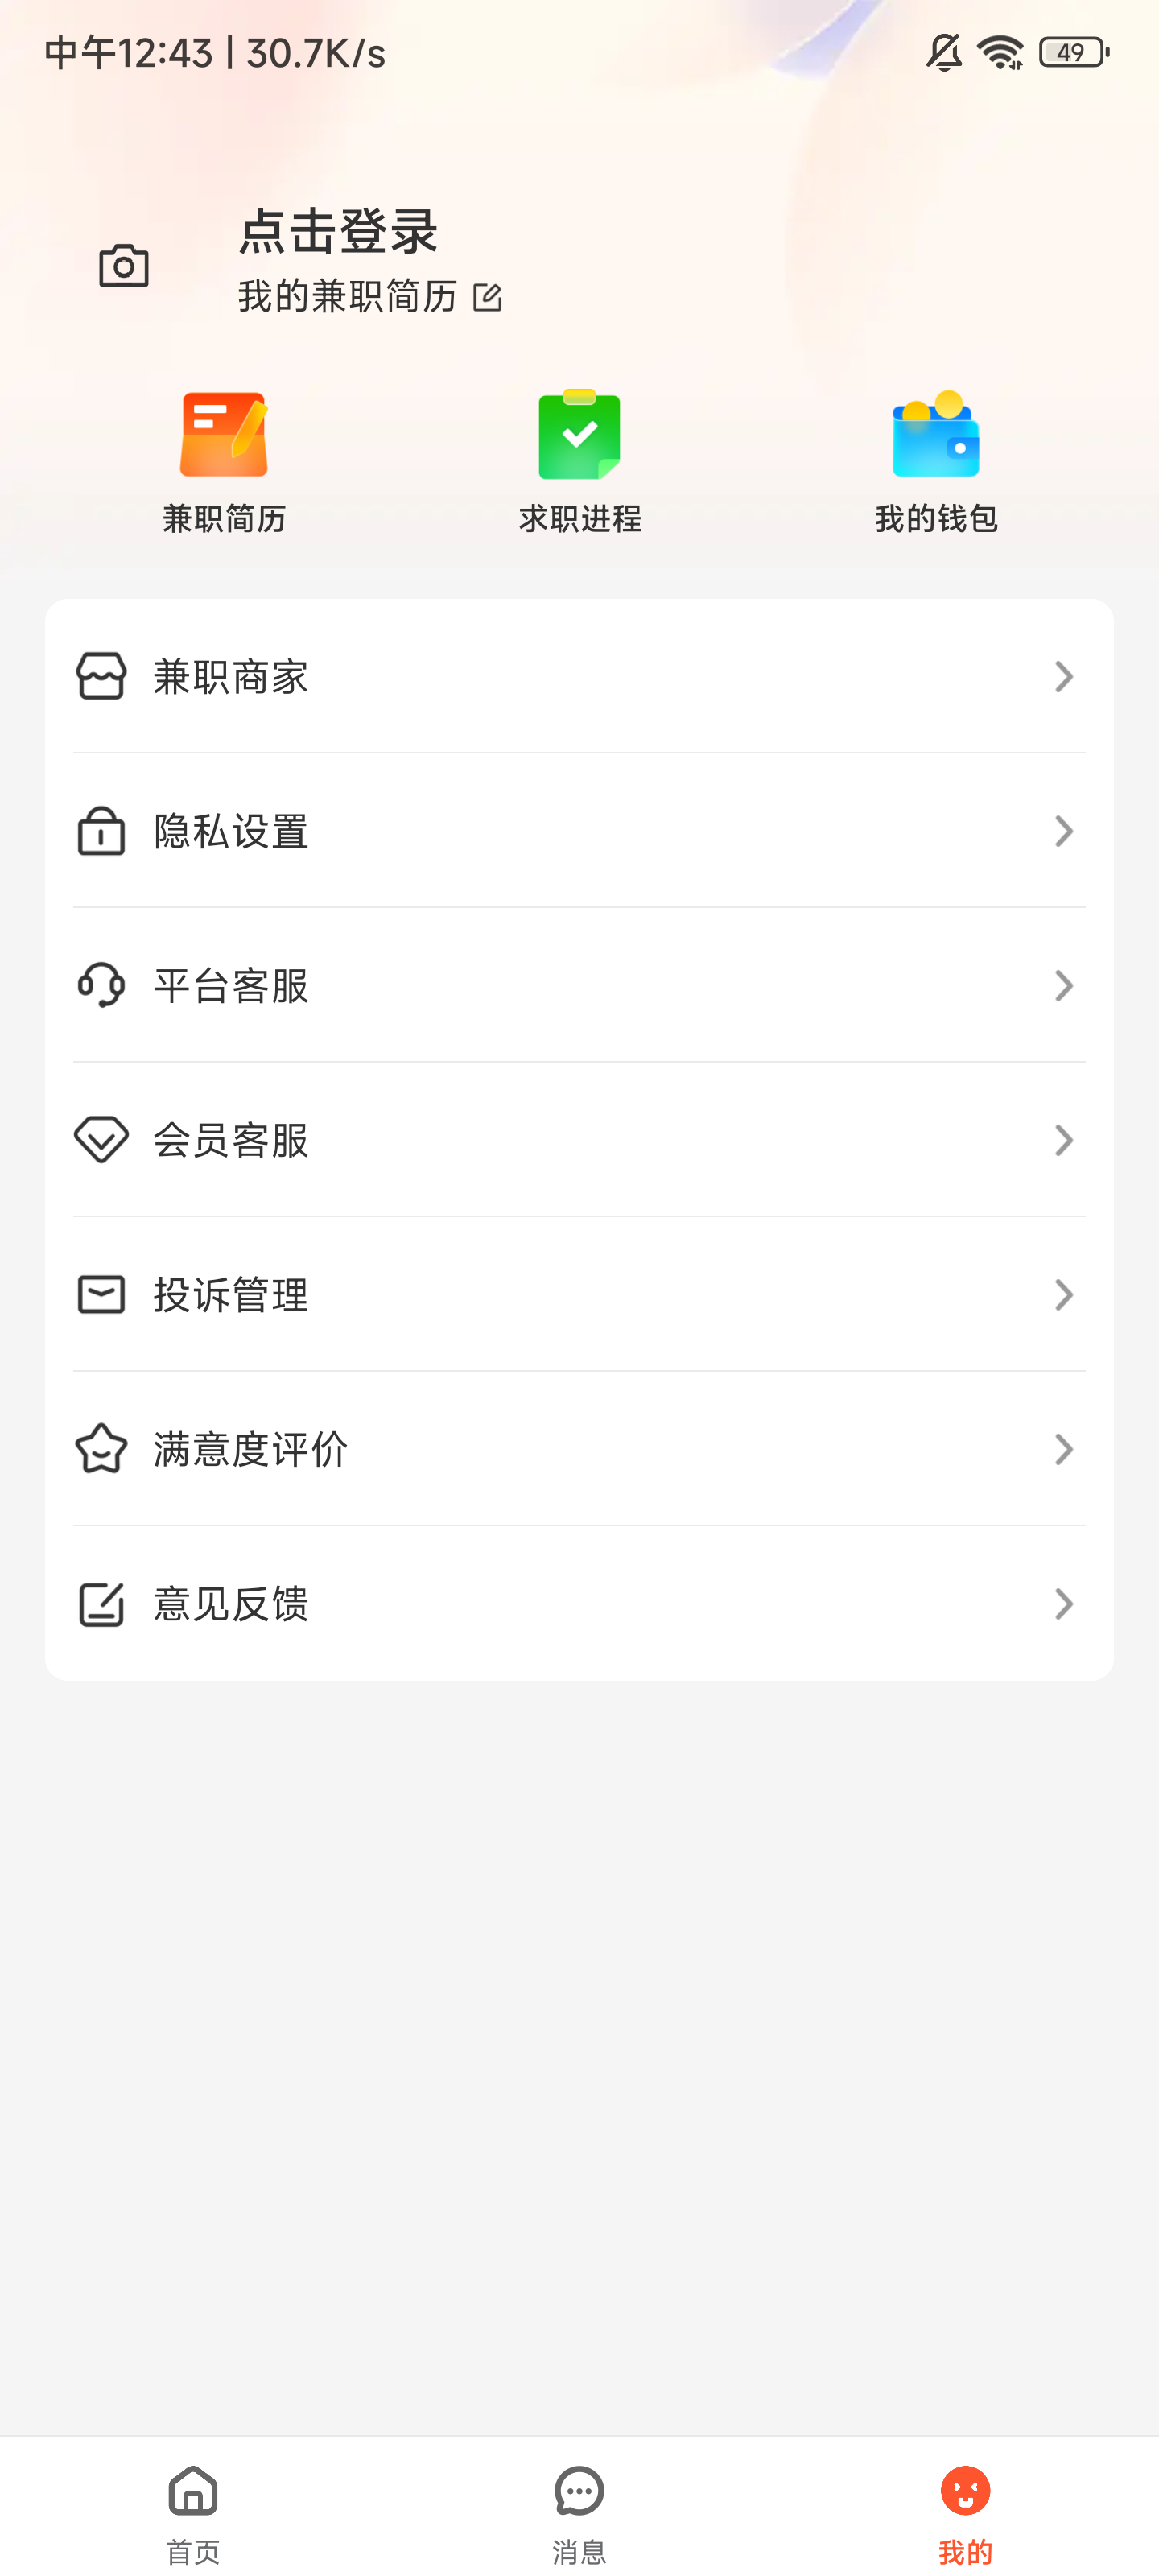 中午12:43 | 30.7K/s
49
点击登录
我的兼职简历
兼职简历 求职进程 我的钱包
兼职商家
隐私设置
平台客服
会员客服
投诉管理
满意度评价
意见反馈
首页 消息 我的